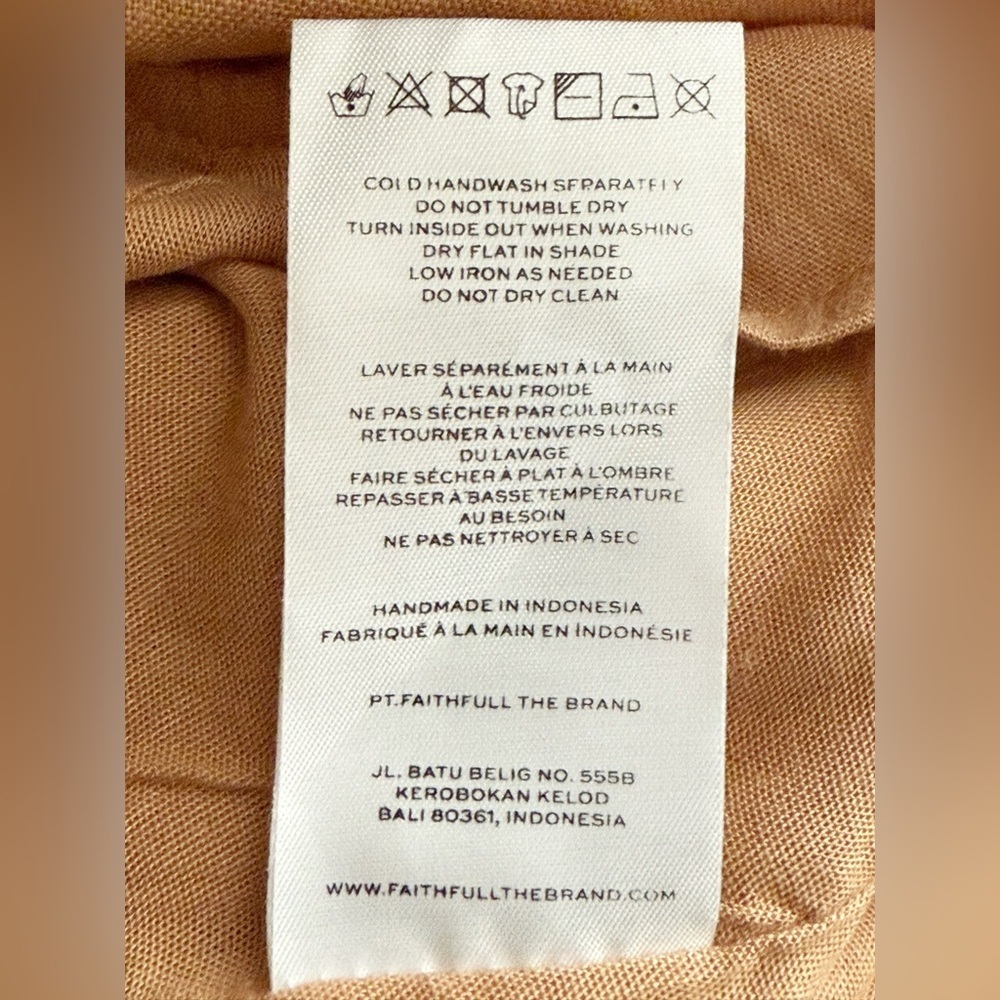 COLD HANDWASH SEPARATELY
DO NOT TUMBLE DRY
TURN INSIDE OUT WHEN WASHING
DRY FLAT IN SHADE
LOW IRON AS NEEDED
DO NOT DRY CLEAN
LAVER SÉPARÉMENT À LA MAIN
À L'EAU FROIDE
NE PAS SÉCHER PAR CULBUTAGE
RETOURNER À L'ENVERS LORS
DU LAVAGE
FAIRE SÉCHER À PLAT À L'OMBRE
REPASSER À BASSE TEMPÉRATURE
AU BESOIN
NE PAS NETTROYER À SEC
HANDMADE IN INDONESIA
FABRIQUÉ À LA MAIN EN INDONÉSIE
PT.FAITHFULL THE BRAND
JL. BATU BELIG NO. 555B
KEROBOKAN KELOD
BALI 80361, INDONESIA
WWW.FAITHFULLTHEBRAND.COM